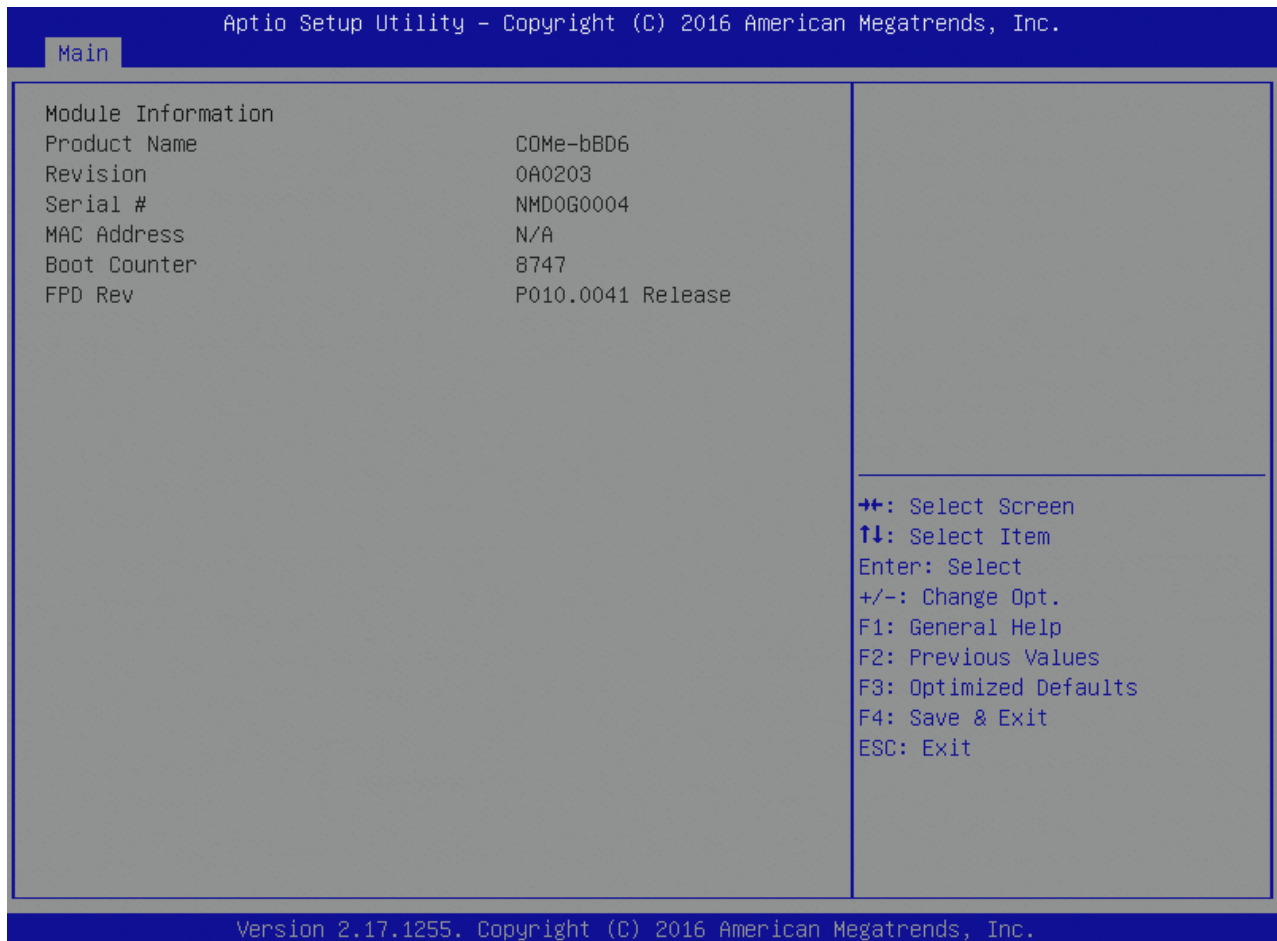 Aptio Setup Utility – Copyright (C) 2016 American Megatrends, Inc.
Main
Module Information
Product Name COMe-bBD6
Revision 0A0203
Serial # NMD0G0004
MAC Address N/A
Boot Counter 8747
FPD Rev P010.0041 Release
→←: Select Screen
↑↓: Select Item
Enter: Select
+/-: Change Opt.
F1: General Help
F2: Previous Values
F3: Optimized Defaults
F4: Save & Exit
ESC: Exit
Version 2.17.1255. Copyright (C) 2016 American Megatrends, Inc.